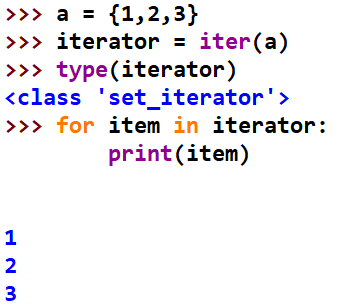 >>> a = {1,2,3}
>>> iterator = iter(a)
>>> type(iterator)
<class 'set_iterator'>
>>> for item in iterator:
        print(item)
1
2
3